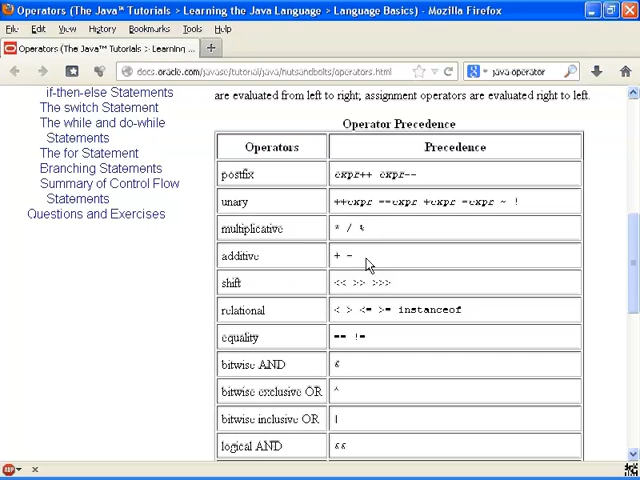 Operators (The Java™ Tutorials > Learning the Java Language > Language Basics) - Mozilla Firefox
File Edit View History Bookmarks Tools Help
Operators (The Java™ Tutorials > Learning ...
docs.oracle.com/javase/tutorial/java/nutsandbolts/operators.html
java operator
if-then-else Statements
The switch Statement
The while and do-while
Statements
The for Statement
Branching Statements
Summary of Control Flow
Statements
Questions and Exercises
are evaluated from left to right; assignment operators are evaluated right to left.
Operator Precedence
Operators Precedence
postfix expr++ expr--
unary ++expr --expr +expr -expr ~ !
multiplicative * / %
additive + -
shift << >> >>>
relational < > <= >= instanceof
equality == !=
bitwise AND &
bitwise exclusive OR ^
bitwise inclusive OR |
logical AND &&
ABP